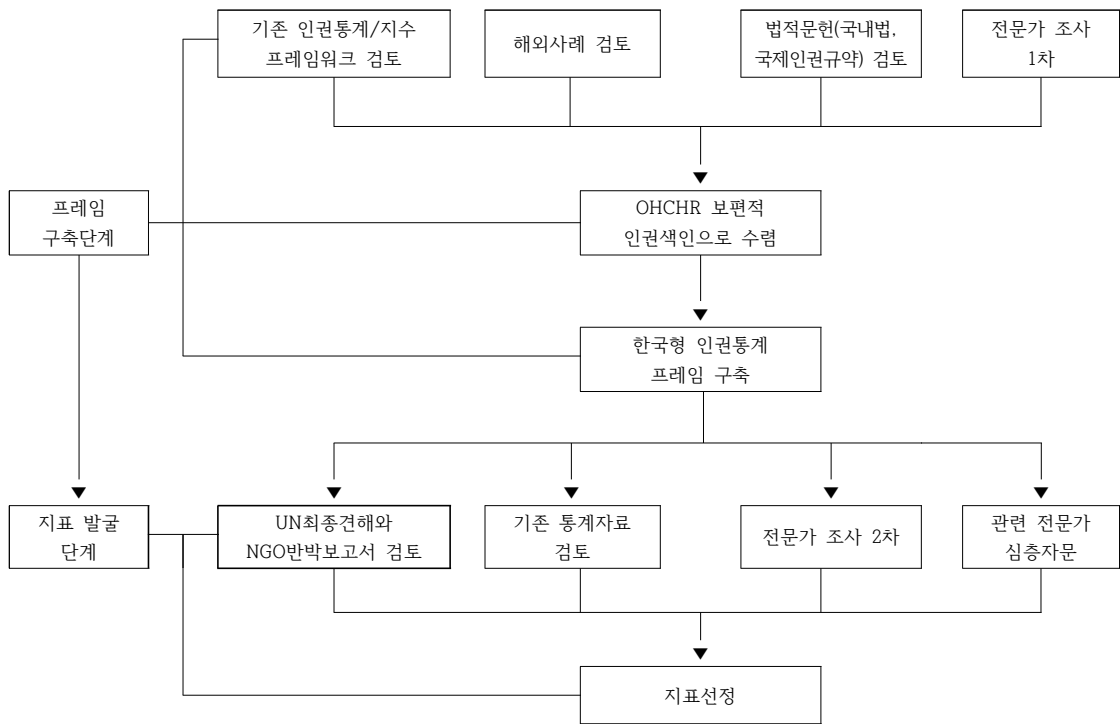 기존 인권통계/지수
프레임워크 검토
해외사례 검토
법적문헌(국내법,
국제인권규약) 검토
전문가 조사
1차
프레임
구축단계
OHCHR 보편적
인권색인으로 수렴
한국형 인권통계
프레임 구축
지표 발굴
단계
UN최종견해와
NGO반박보고서 검토
기존 통계자료
검토
전문가 조사 2차
관련 전문가
심층자문
지표선정